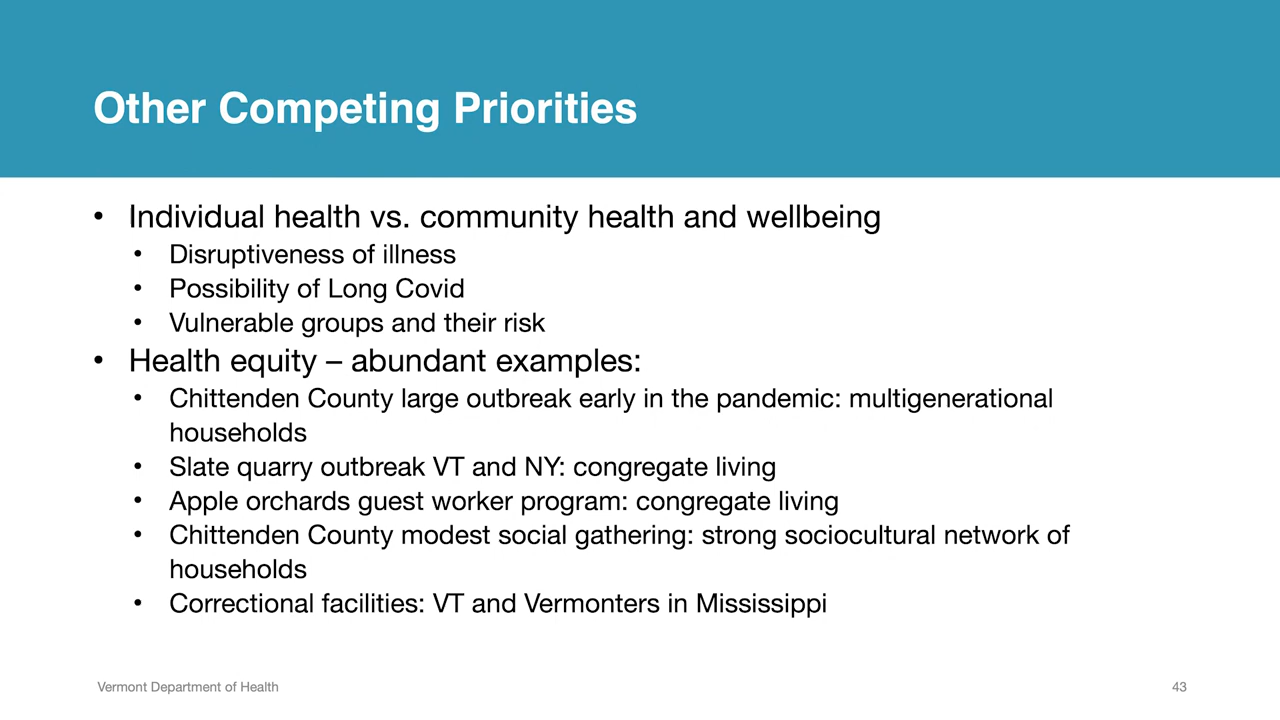 Other Competing Priorities
• Individual health vs. community health and wellbeing
• Disruptiveness of illness
• Possibility of Long Covid
• Vulnerable groups and their risk
• Health equity – abundant examples:
• Chittenden County large outbreak early in the pandemic: multigenerational
households
• Slate quarry outbreak VT and NY: congregate living
• Apple orchards guest worker program: congregate living
• Chittenden County modest social gathering: strong sociocultural network of
households
• Correctional facilities: VT and Vermonters in Mississippi
Vermont Department of Health
43